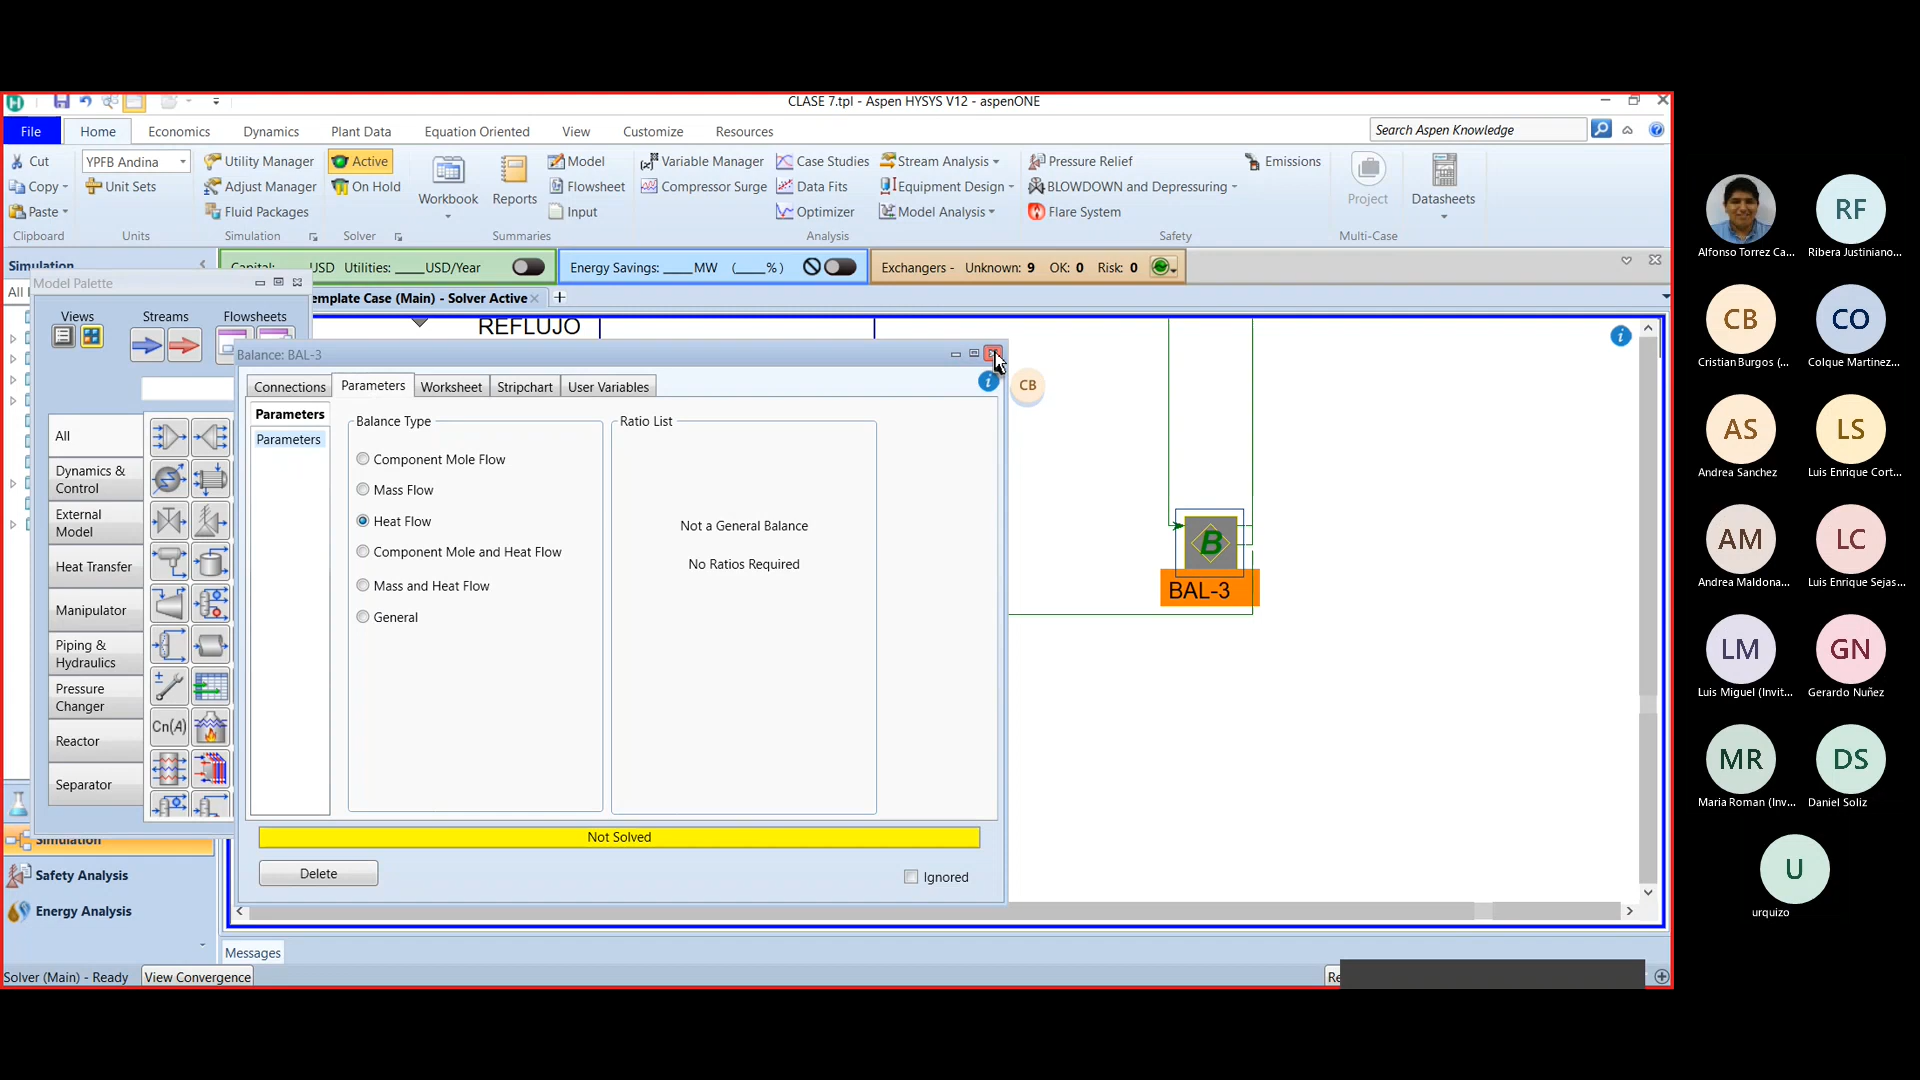 CLASE 7.tpl - Aspen HYSYS V12 - aspenONE
File Home Economics Dynamics Plant Data Equation Oriented View Customize Resources Search Aspen Knowledge
Cut YPFB Andina Utility Manager Active Model Variable Manager Case Studies Stream Analysis Pressure Relief Emissions
Copy Unit Sets Adjust Manager On Hold Workbook Reports Flowsheet Compressor Surge Data Fits Equipment Design BLOWDOWN and Depressuring Project Datasheets
Paste Fluid Packages Input Optimizer Model Analysis Flare System
Clipboard Units Simulation Solver Summaries Analysis Safety Multi-Case
Simulation Capital: USD Utilities: ____USD/Year Energy Savings: ____MW (____%) Exchangers - Unknown: 9 OK: 0 Risk: 0
All
Model Palette
emplate Case (Main) - Solver Active
Views Streams Flowsheets
REFLUJO
Balance: BAL-3
Connections Parameters Worksheet Stripchart User Variables
CB
Parameters
Parameters
Balance Type
Component Mole Flow
Mass Flow
Heat Flow
Component Mole and Heat Flow
Mass and Heat Flow
General
Ratio List
Not a General Balance
No Ratios Required
All
Dynamics & Control
External Model
Heat Transfer
Manipulator
Piping & Hydraulics
Pressure Changer
Reactor
Separator
Cn(A)
B
BAL-3
Not Solved
Delete
Ignored
Simulation
Safety Analysis
Energy Analysis
Messages
Solver (Main) - Ready View Convergence
Re
Alfonso Torrez Ca...
RF
Ribera Justiniano...
CB
Cristian Burgos (...
CO
Colque Martinez...
AS
Andrea Sanchez
LS
Luis Enrique Cort...
AM
Andrea Maldona...
LC
Luis Enrique Sejas...
LM
Luis Miguel (Invit...
GN
Gerardo Nuñez
MR
Maria Roman (Inv...
DS
Daniel Soliz
U
urquizo